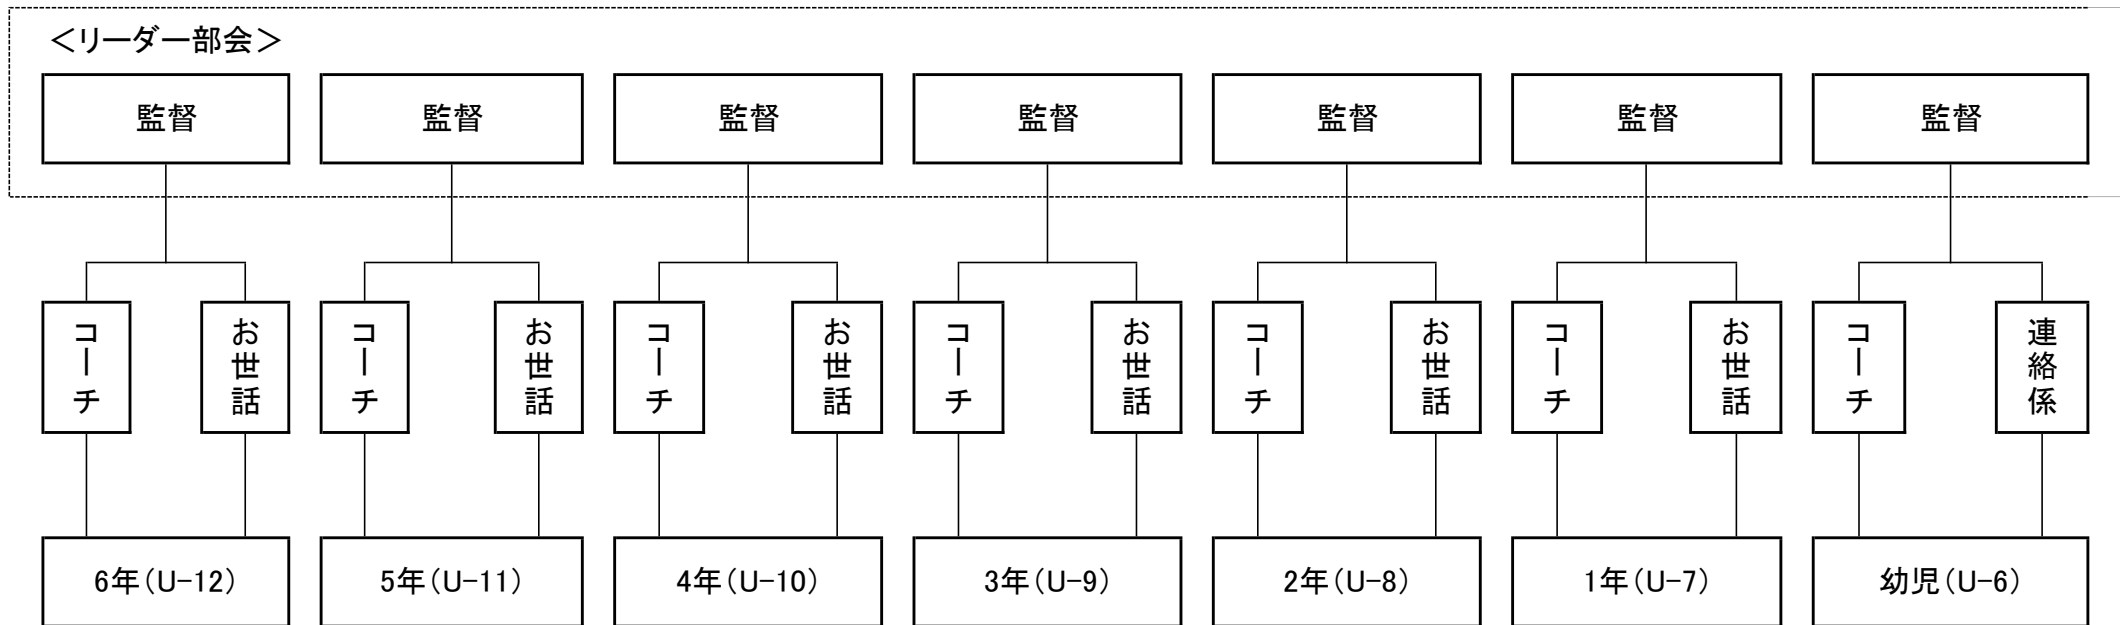 ＜リーダー部会＞
監督
監督
監督
監督
監督
監督
監督
コーチ
お世話
コーチ
お世話
コーチ
お世話
コーチ
お世話
コーチ
お世話
コーチ
お世話
コーチ
連絡係
6年（U-12）
5年（U-11）
4年（U-10）
3年（U-9）
2年（U-8）
1年（U-7）
幼児（U-6）